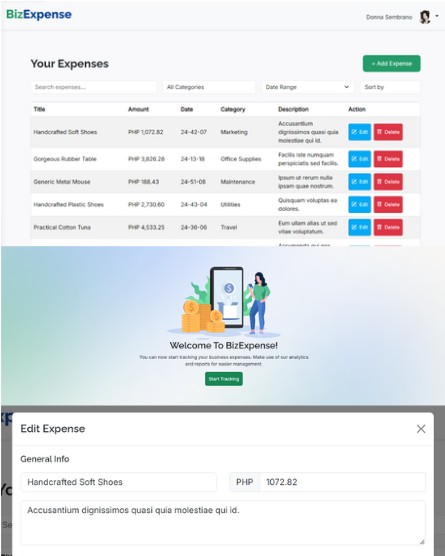 BizExpense
Donna Sembrano
Your Expenses
+ Add Expense
Search expenses...
All Categories
Date Range
Sort by
Title Amount Date Category Description Action
Handcrafted Soft Shoes PHP 1,072.82 24-42-07 Marketing Accusantium dignissimos quasi quia molestiae qui id. Edit Delete
Gorgeous Rubber Table PHP 3,826.28 24-13-18 Office Supplies Facilis iste numquam perspiciatis sed facilis. Edit Delete
Generic Metal Mouse PHP 188.43 24-51-08 Maintenance Ipsum ut rerum nulla ipsam quae nostrum. Edit Delete
Handcrafted Plastic Shoes PHP 2,730.60 24-43-04 Utilities Quisquam voluptas ea dolores. Edit Delete
Practical Cotton Tuna PHP 4,533.25 24-36-06 Travel Eum ullam alias ut sed vitae voluptatum. Edit Delete
Welcome To BizExpense!
You can now start tracking your business expenses. Make use of our analytics
and reports for easier management.
Start Tracking
Edit Expense
General Info
Handcrafted Soft Shoes
PHP 1072.82
Accusantium dignissimos quasi quia molestiae qui id.